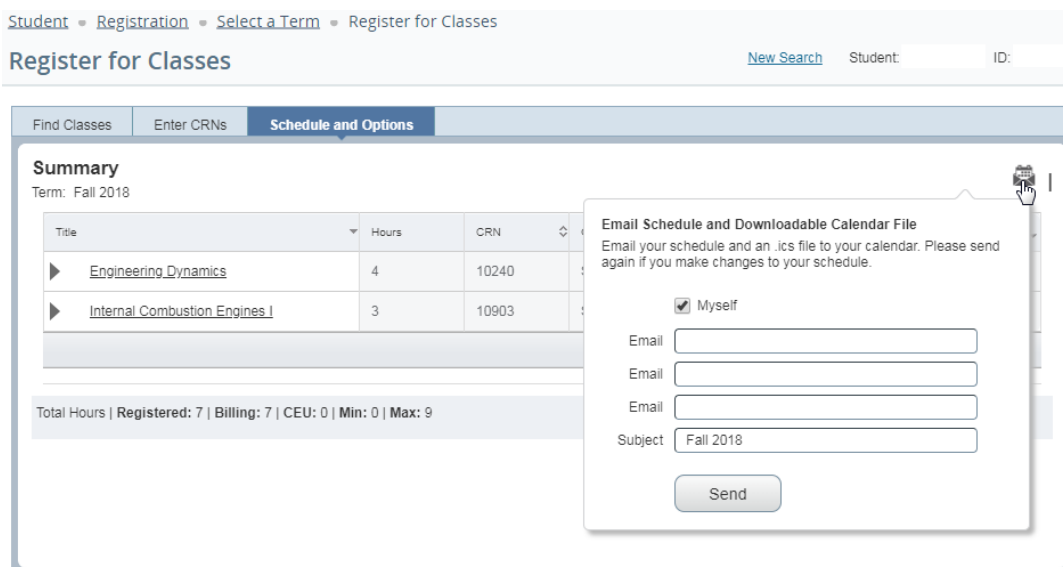 Student Registration Select a Term Register for Classes
Register for Classes
New Search Student: ID:
Find Classes Enter CRNs Schedule and Options
Summary
Term: Fall 2018
Title Hours CRN
Engineering Dynamics 4 10240
Internal Combustion Engines I 3 10903
Total Hours | Registered: 7 | Billing: 7 | CEU: 0 | Min: 0 | Max: 9
Email Schedule and Downloadable Calendar File
Email your schedule and an .ics file to your calendar. Please send
again if you make changes to your schedule.
Myself
Email
Email
Email
Subject Fall 2018
Send